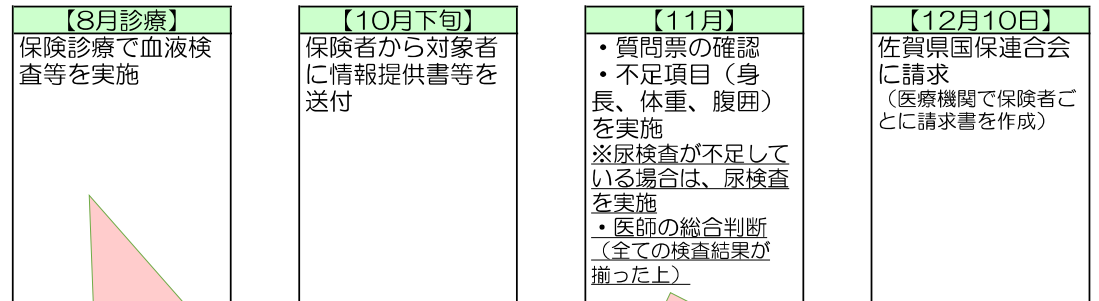 【8月診療】
保険診療で血液検
査等を実施
【10月下旬】
保険者から対象者
に情報提供書等を
送付
【11月】
・質問票の確認
・不足項目（身
長、体重、腹囲）
を実施
※尿検査が不足して
いる場合は、尿検査
を実施
・医師の総合判断
（全ての検査結果が
揃った上）
【12月10日】
佐賀県国保連合会
に請求
（医療機関で保険者ご
とに請求書を作成）